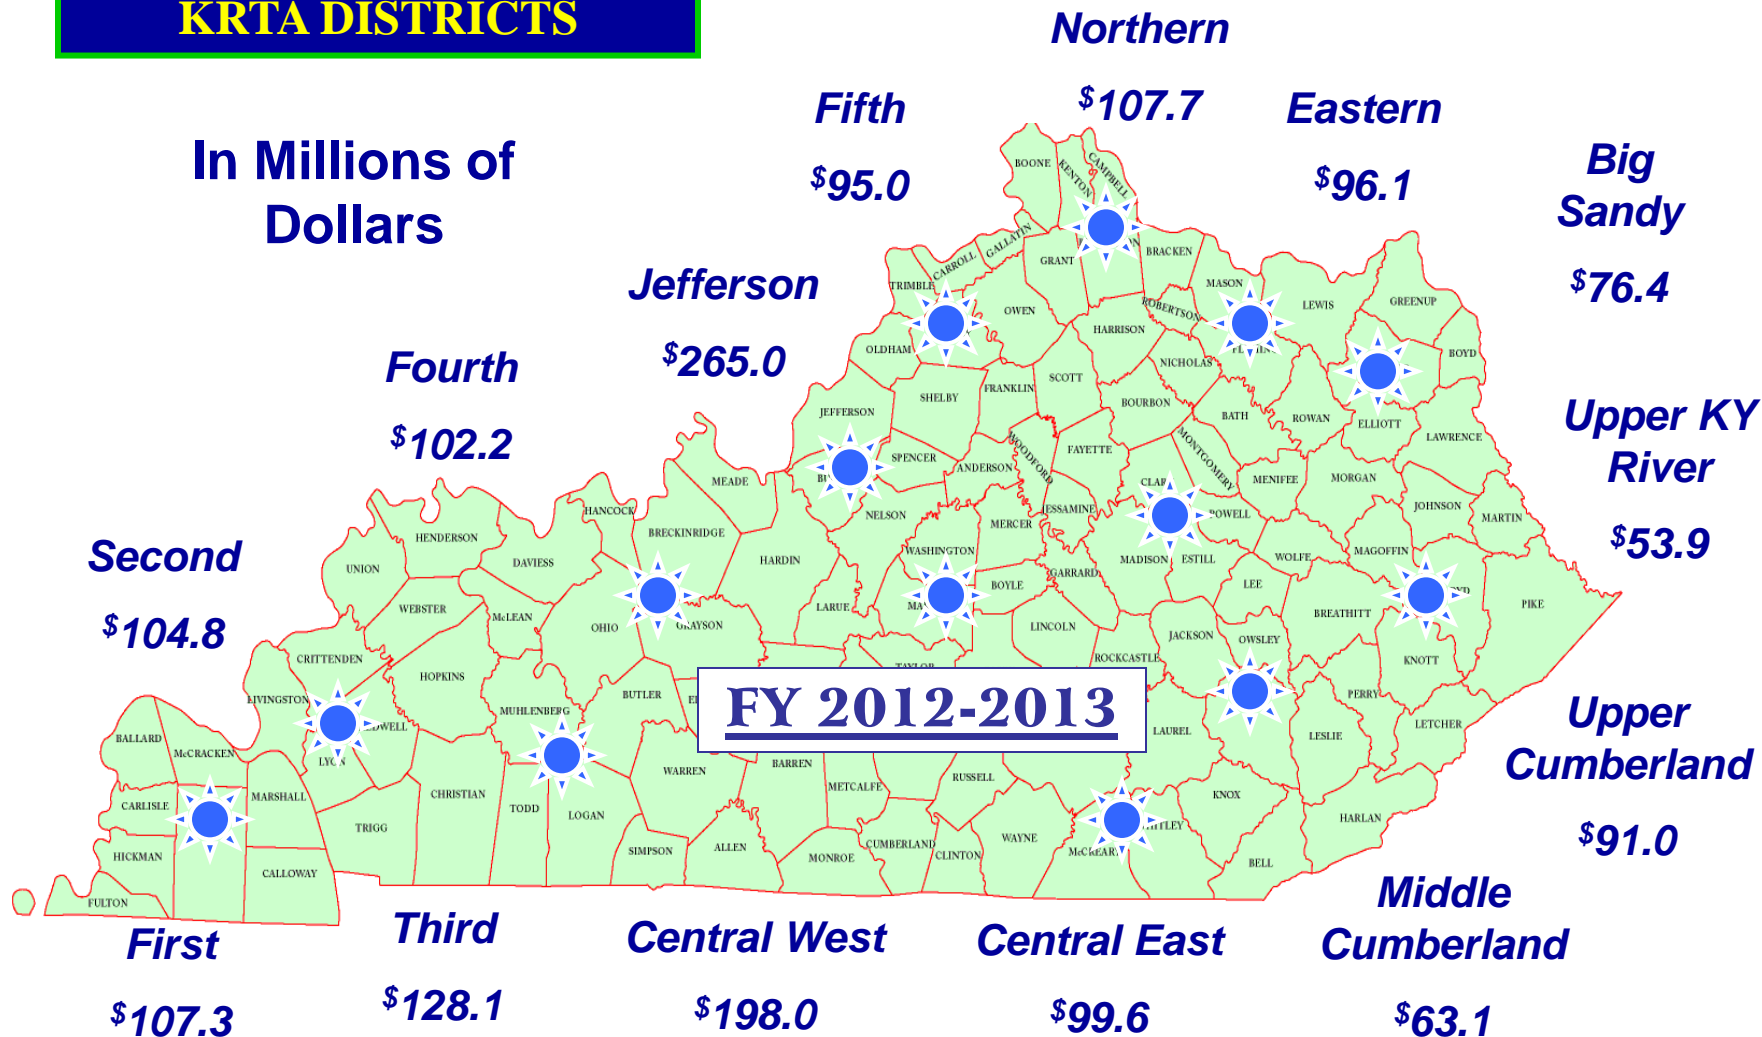 KRTA DISTRICTS
In Millions of
Dollars
Northern
$107.7
Fifth
$95.0
Eastern
$96.1
Big
Sandy
$76.4
Jefferson
$265.0
Fourth
$102.2
Upper KY
River
$53.9
Second
$104.8
Upper
Cumberland
$91.0
First
$107.3
Third
$128.1
Central West
$198.0
Central East
$99.6
Middle
Cumberland
$63.1
FY 2012-2013
BOONE
KENTON
CAMPBELL
GALLATIN
CARROLL
TRIMBLE
GRANT
BRACKEN
MASON
ROBERTSON
LEWIS
GREENUP
OWEN
HARRISON
OLDHAM
NICHOLAS
BOYD
SHELBY
FRANKLIN
SCOTT
JEFFERSON
BOURBON
BATH
ROWAN
ELLIOTT
LAWRENCE
SPENCER
ANDERSON
WOODFORD
FAYETTE
MONTGOMERY
MEADE
MENIFEE
MORGAN
HANCOCK
BRECKINRIDGE
NELSON
MERCER
JESSAMINE
POWELL
JOHNSON
MARTIN
HENDERSON
DAVIESS
HARDIN
WASHINGTON
MADISON
ESTILL
WOLFE
MAGOFFIN
UNION
BOYLE
GARRARD
LEE
WEBSTER
McLEAN
OHIO
GRAYSON
LARUE
LINCOLN
JACKSON
OWSLEY
BREATHITT
PIKE
CRITTENDEN
HOPKINS
ROCKCASTLE
KNOTT
LIVINGSTON
MUHLENBERG
BUTLER
PERRY
LETCHER
BALLARD
McCRACKEN
LYON
LAUREL
LESLIE
WARREN
BARREN
METCALFE
RUSSELL
CARLISLE
MARSHALL
CHRISTIAN
TODD
LOGAN
KNOX
HARLAN
TRIGG
HICKMAN
CALLOWAY
SIMPSON
ALLEN
MONROE
CUMBERLAND
CLINTON
WAYNE
McCREARY
BELL
FULTON